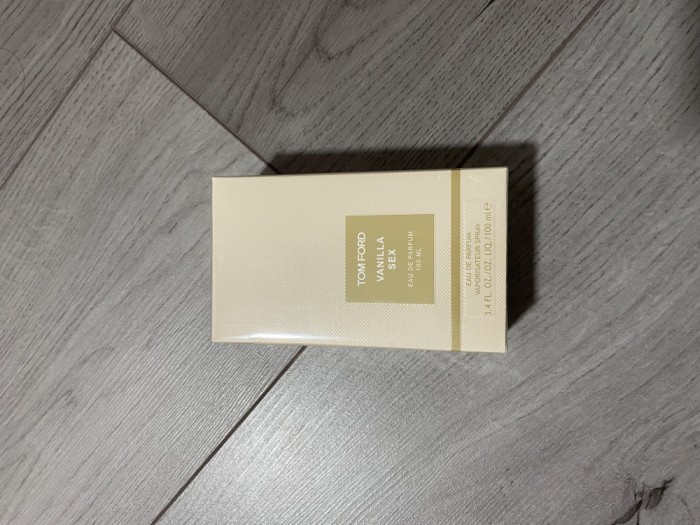 TOM FORD
VANILLA
SEX
EAU DE PARFUM
100 ML
EAU DE PARFUM
VAPORISATEUR SPRAY
3.4 FL. OZ./OZ. LIQ./100 ml ℮